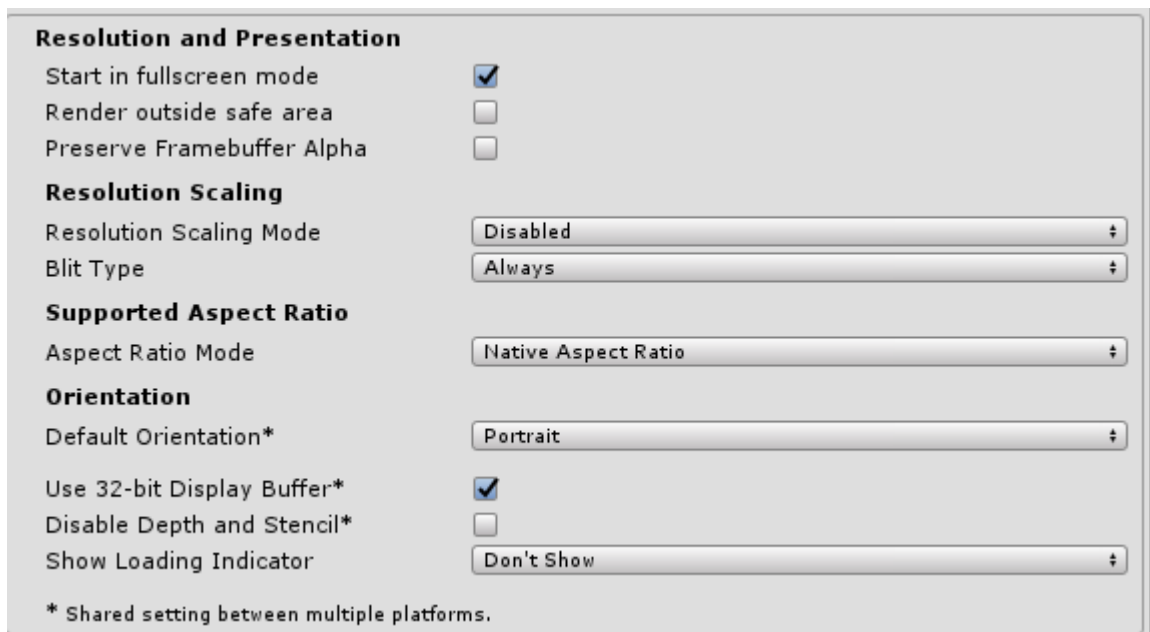 Resolution and Presentation
Start in fullscreen mode
Render outside safe area
Preserve Framebuffer Alpha
Resolution Scaling
Resolution Scaling Mode Disabled
Blit Type Always
Supported Aspect Ratio
Aspect Ratio Mode Native Aspect Ratio
Orientation
Default Orientation* Portrait
Use 32-bit Display Buffer*
Disable Depth and Stencil*
Show Loading Indicator Don't Show
* Shared setting between multiple platforms.